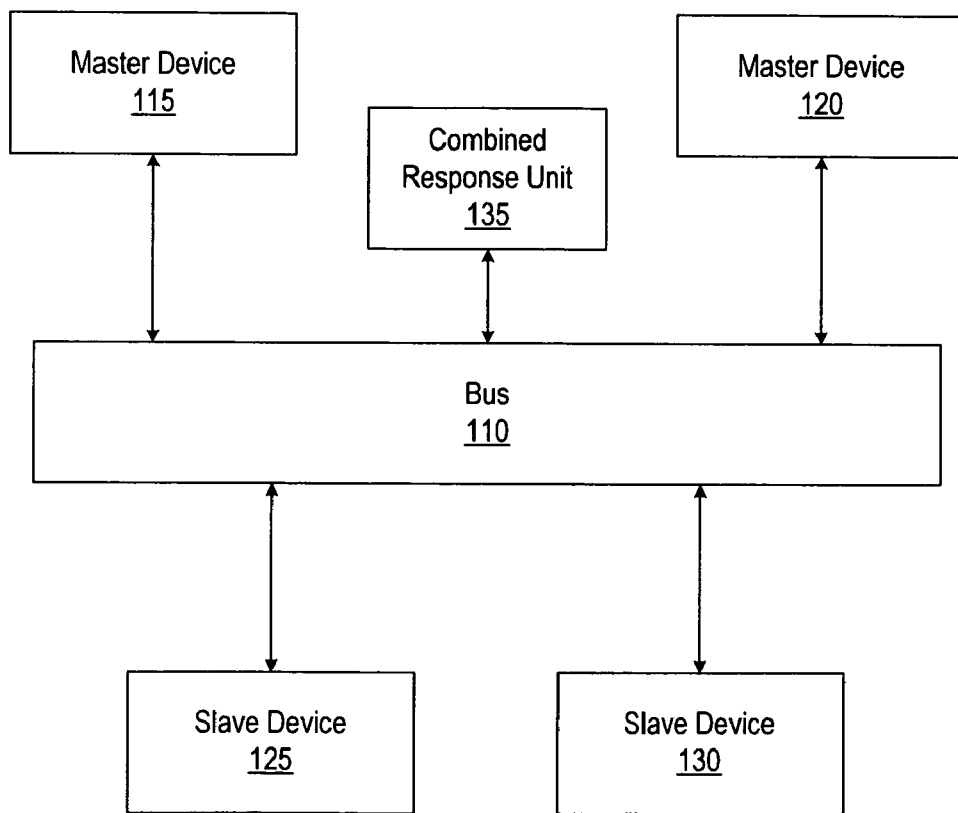 Master Device
115
Master Device
120
Combined
Response Unit
135
Bus
110
Slave Device
125
Slave Device
130